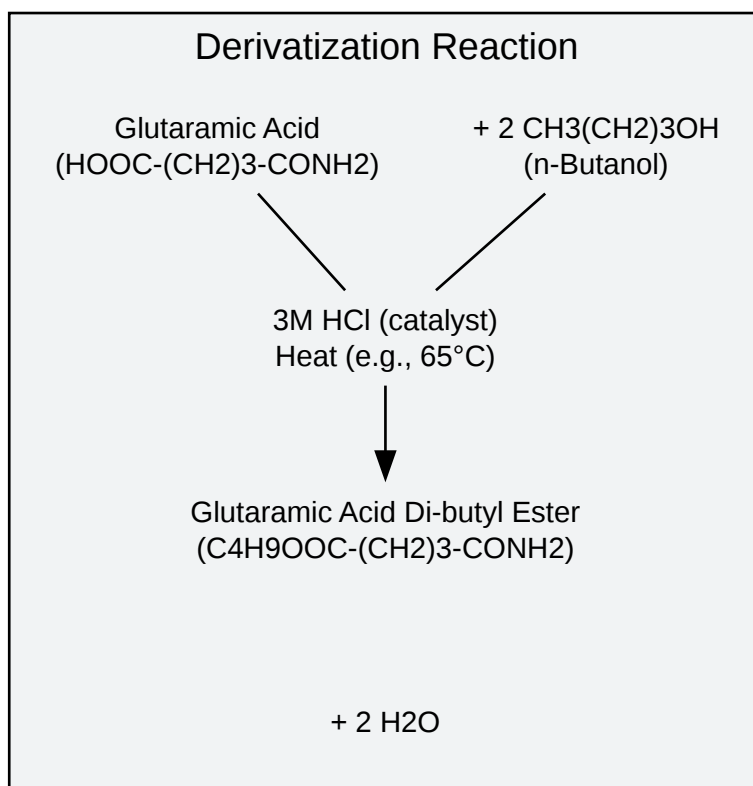 Derivatization Reaction
Glutaramic Acid
(HOOC-(CH2)3-CONH2)
+ 2 CH3(CH2)3OH
(n-Butanol)
3M HCl (catalyst)
Heat (e.g., 65°C)
Glutaramic Acid Di-butyl Ester
(C4H9OOC-(CH2)3-CONH2)
+ 2 H2O